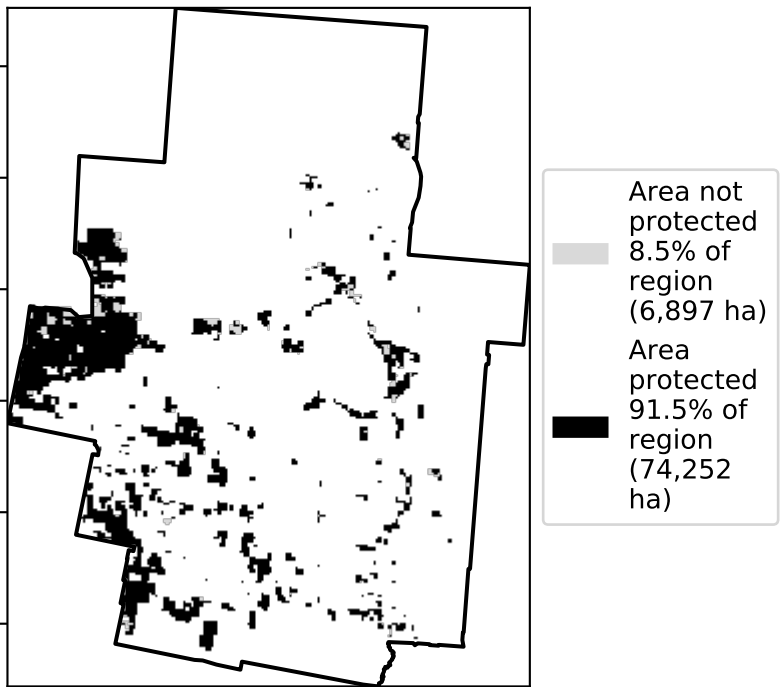 Area not
protected
8.5% of
region
(6,897 ha)
Area
protected
91.5% of
region
(74,252
ha)